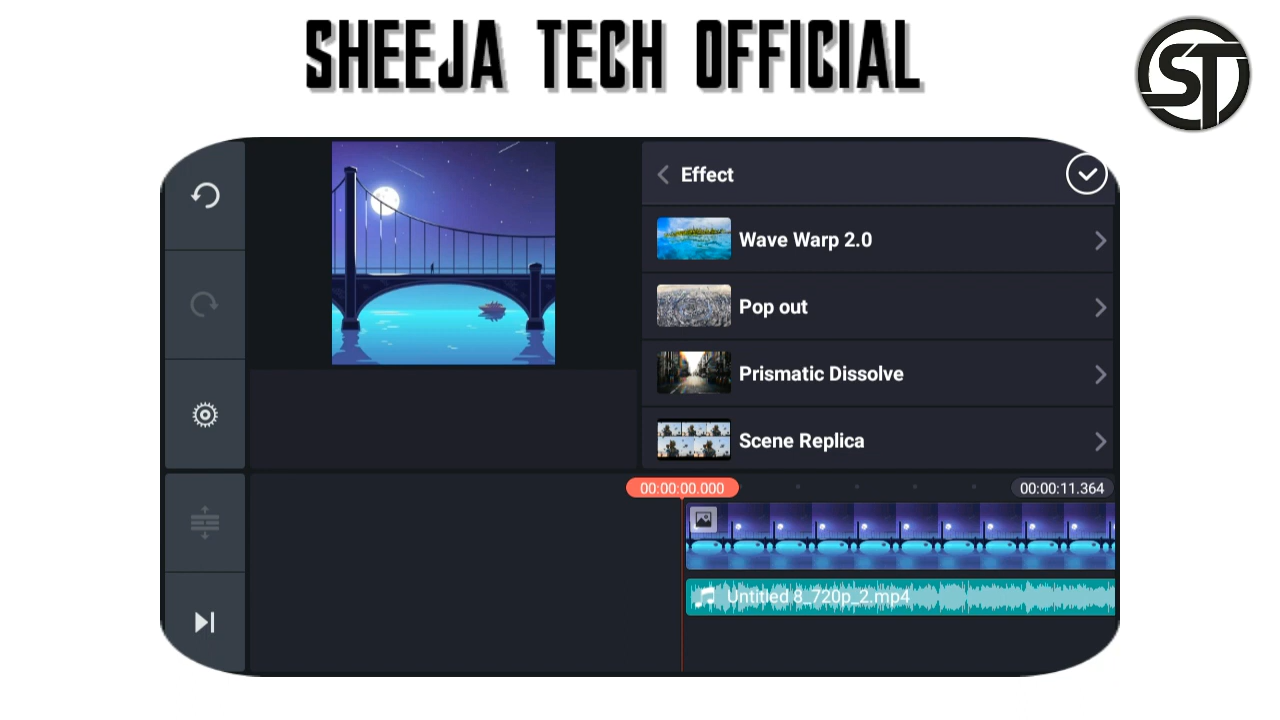 SHEEJA TECH OFFICIAL
ST
Effect
Wave Warp 2.0
Pop out
Prismatic Dissolve
Scene Replica
00:00:00.000
00:00:11.364
Untitled 8_720p_2.mp4